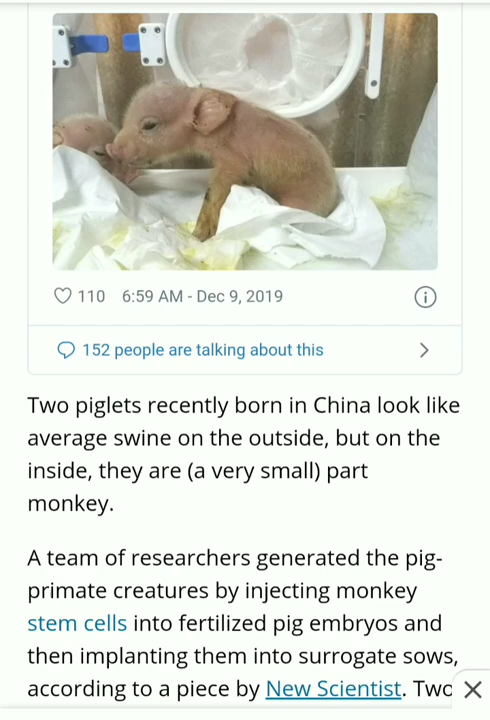 110 6:59 AM - Dec 9, 2019
152 people are talking about this
Two piglets recently born in China look like
average swine on the outside, but on the
inside, they are (a very small) part
monkey.
A team of researchers generated the pig-
primate creatures by injecting monkey
stem cells into fertilized pig embryos and
then implanting them into surrogate sows,
according to a piece by New Scientist. Two